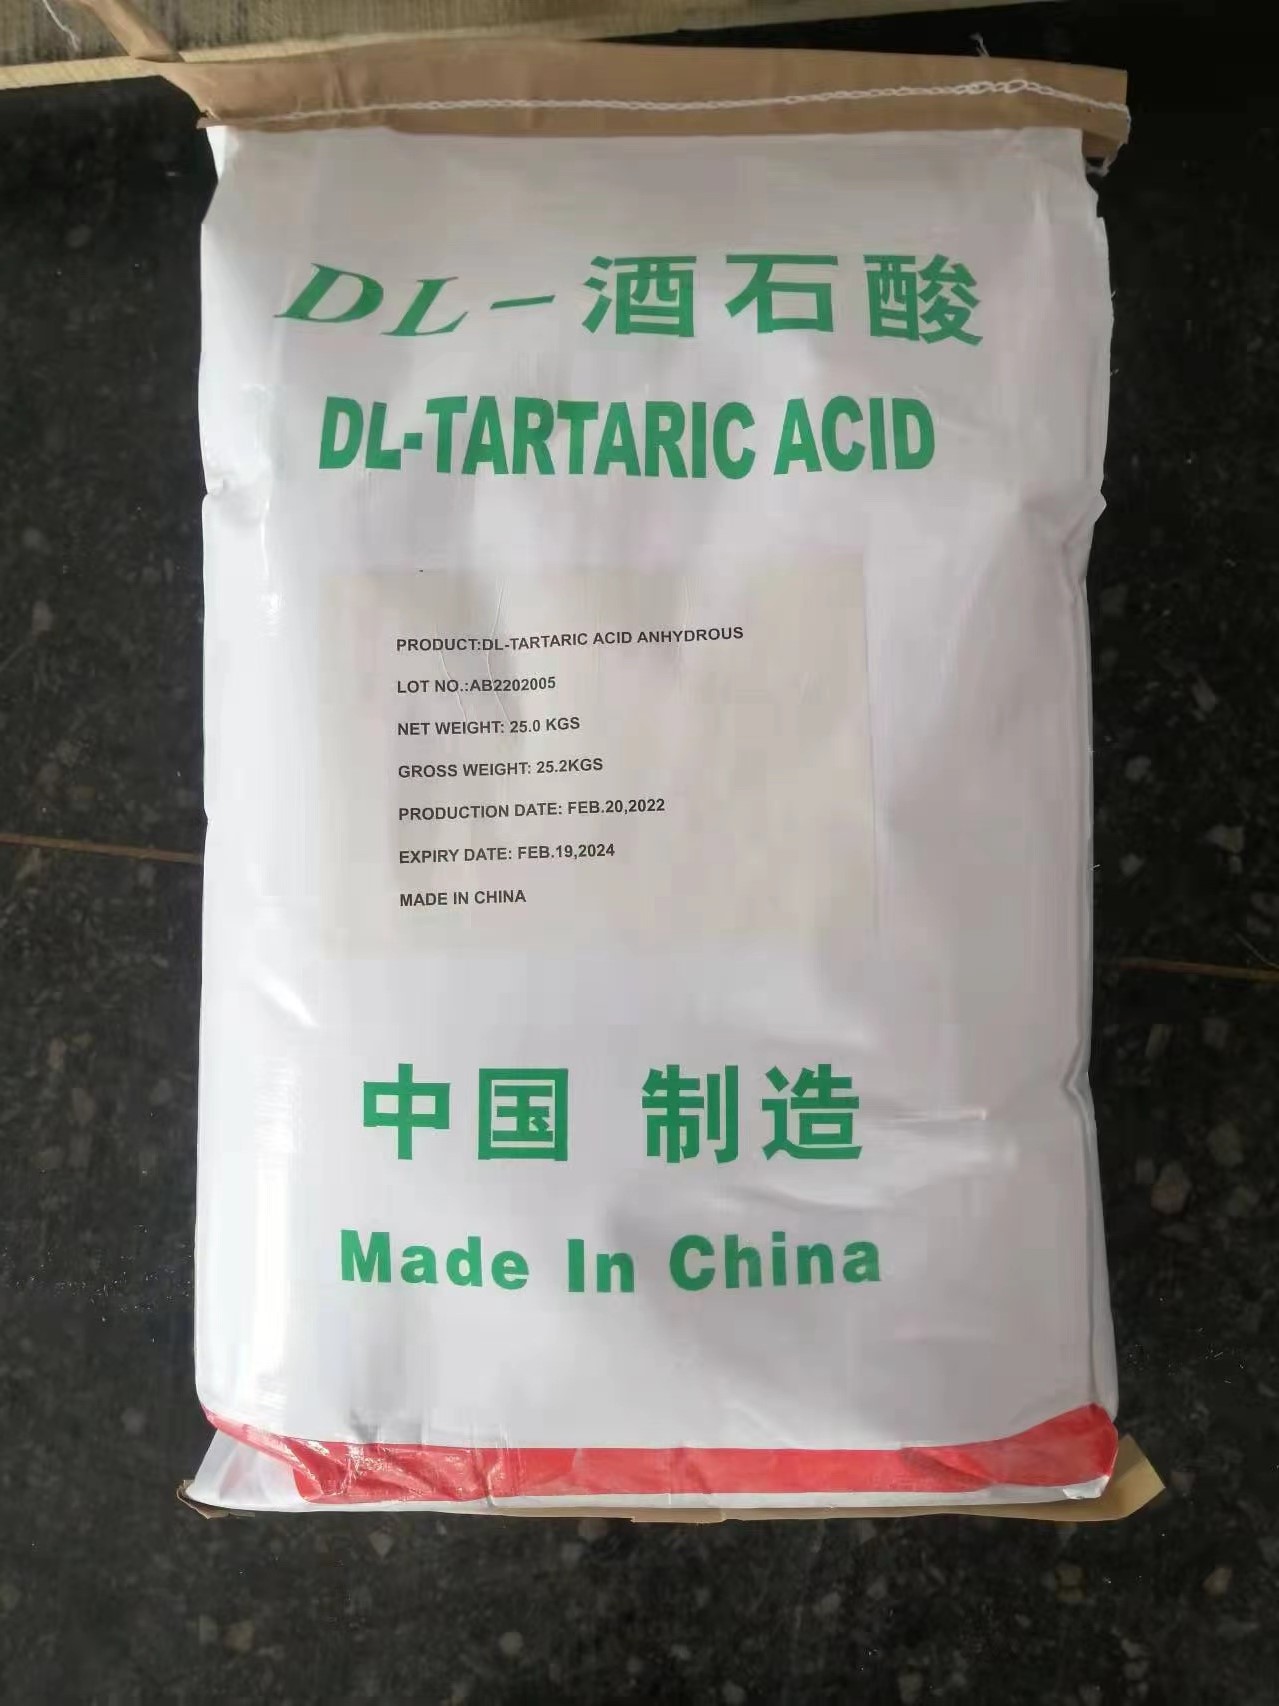 DL-酒石酸
DL-TARTARIC ACID
PRODUCT:DL-TARTARIC ACID ANHYDROUS
LOT NO.:AB2202005
NET WEIGHT: 25.0 KGS
GROSS WEIGHT: 25.2KGS
PRODUCTION DATE: FEB.20,2022
EXPIRY DATE: FEB.19,2024
MADE IN CHINA
中国 制造
Made In China